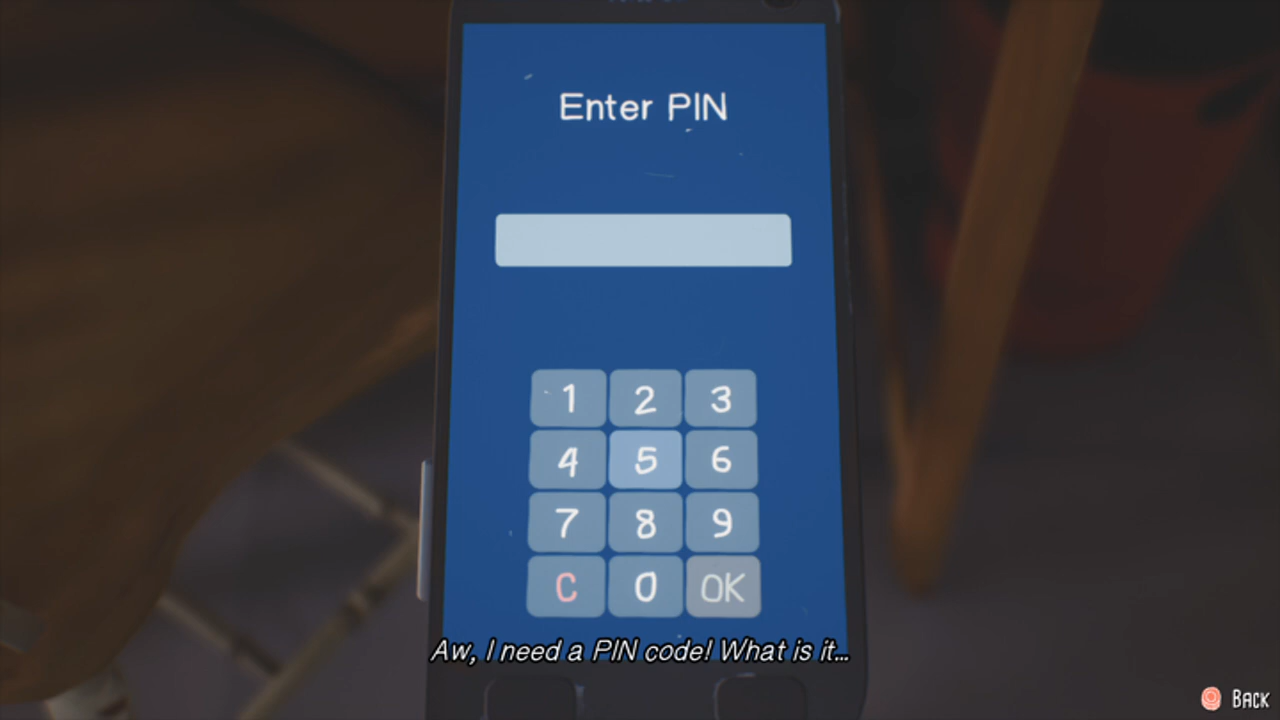 Enter PIN
1 2 3
4 5 6
7 8 9
C 0 OK
Aw, I need a PIN code! What is it...
Back